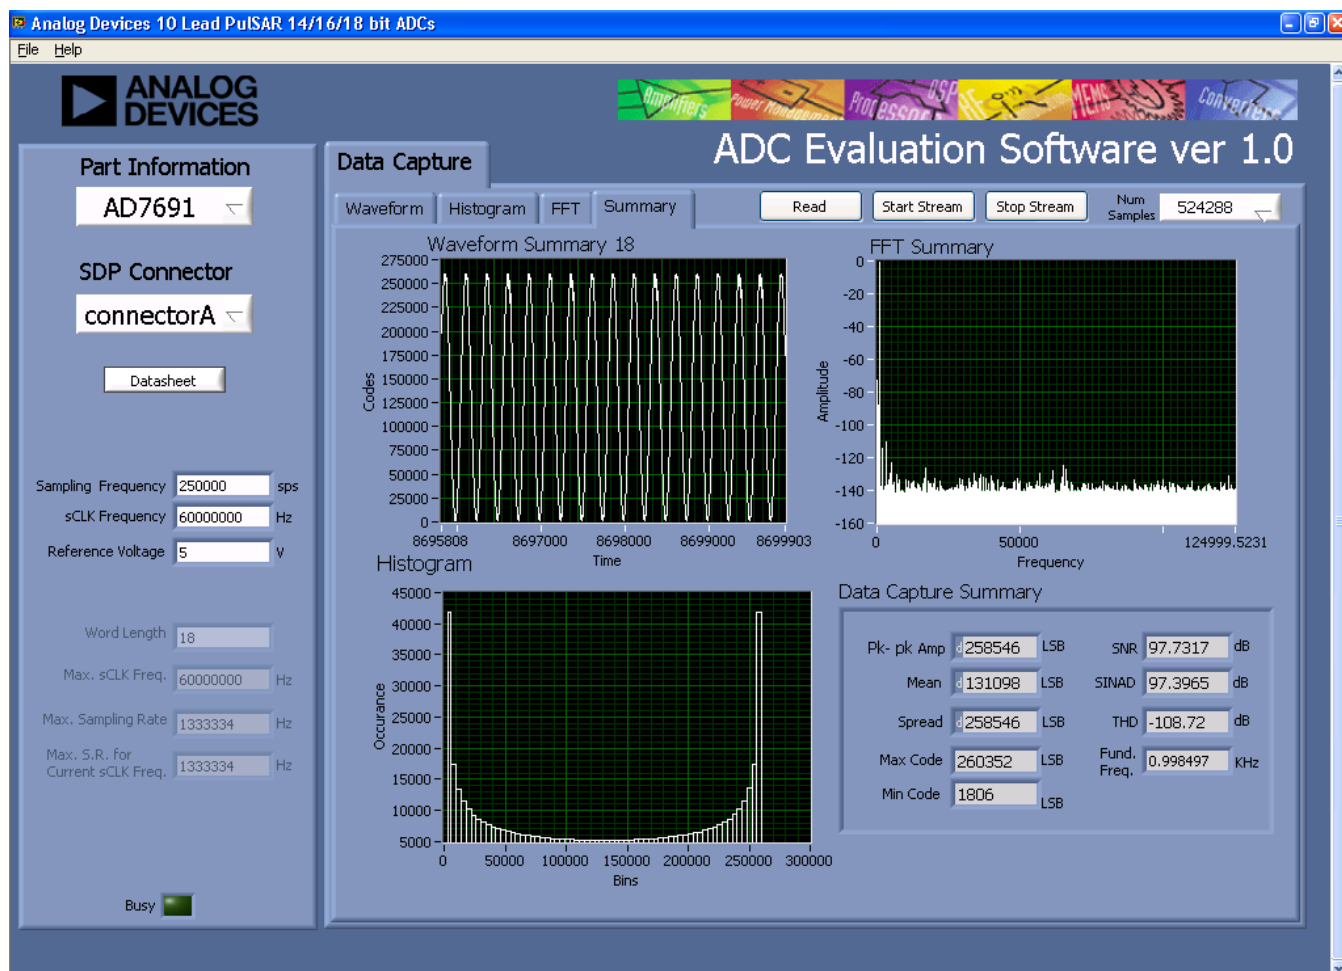 Analog Devices 10 Lead PulSAR 14/16/18 bit ADCs
File Help
ANALOG
DEVICES
Amplifiers Power Management Processors DSP RF MEMS Converters
ADC Evaluation Software ver 1.0
Part Information
AD7691
SDP Connector
connectorA
Datasheet
Sampling Frequency 250000 sps
sCLK Frequency 60000000 Hz
Reference Voltage 5 V
Word Length 18
Max. sCLK Freq. 60000000 Hz
Max. Sampling Rate 1333334 Hz
Max. S.R. for
Current sCLK Freq. 1333334 Hz
Busy
Data Capture
Waveform Histogram FFT Summary
Read Start Stream Stop Stream
Num
Samples 524288
Waveform Summary 18
275000
250000
225000
200000
175000
150000
125000
100000
75000
50000
25000
0
Codes
8695808 8697000 8698000 8699000 8699903
Time
FFT Summary
0
-20
-40
-60
-80
-100
-120
-140
-160
Amplitude
0 50000 124999.5231
Frequency
Histogram
45000
40000
35000
30000
25000
20000
15000
10000
5000
Occurance
0 50000 100000 150000 200000 250000 300000
Bins
Data Capture Summary
Pk- pk Amp d 258546 LSB
Mean d 131098 LSB
Spread d 258546 LSB
Max Code 260352 LSB
Min Code 1806 LSB
SNR 97.7317 dB
SINAD 97.3965 dB
THD -108.72 dB
Fund.
Freq. 0.998497 KHz